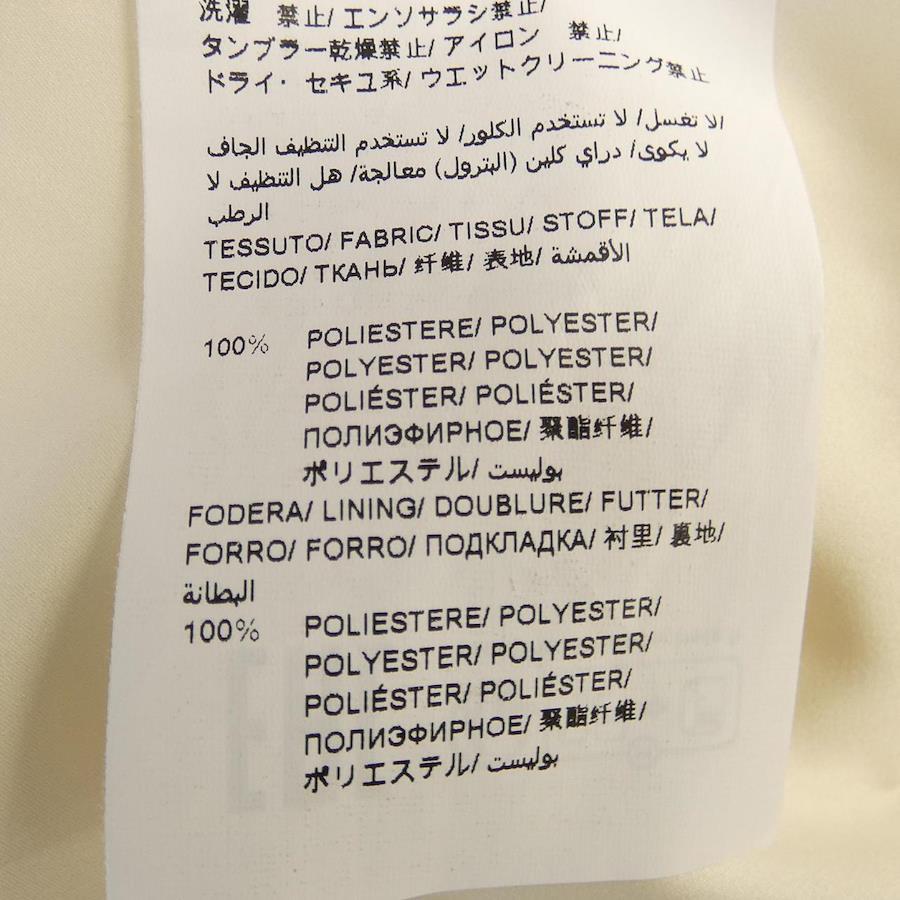 洗濯 禁止/ エンソサラシ禁止/
タンブラー乾燥禁止/ アイロン 禁止/
ドライ・ セキユ系/ ウエットクリーニング禁止
لا تغسل/ لا تستخدم الكلور/ لا تستخدم التنظيف الجاف/
لا يكوى/ دراي كلين (البترول) معالجة/ هل التنظيف لا
الرطب
TESSUTO/ FABRIC/ TISSU/ STOFF/ TELA/
TECIDO/ ТКАНЬ/ 纤维/ 表地/ الأقمشة
100% POLIESTERE/ POLYESTER/
POLYESTER/ POLYESTER/
POLIÉSTER/ POLIÉSTER/
ПОЛИЭФИРНОЕ/ 聚酯纤维/
ポリエステル/ بوليست
FODERA/ LINING/ DOUBLURE/ FUTTER/
FORRO/ FORRO/ ПОДКЛАДКА/ 衬里/ 裏地/
البطانة
100% POLIESTERE/ POLYESTER/
POLYESTER/ POLYESTER/
POLIÉSTER/ POLIÉSTER/
ПОЛИЭФИРНОЕ/ 聚酯纤维/
ポリエステル/ بوليست